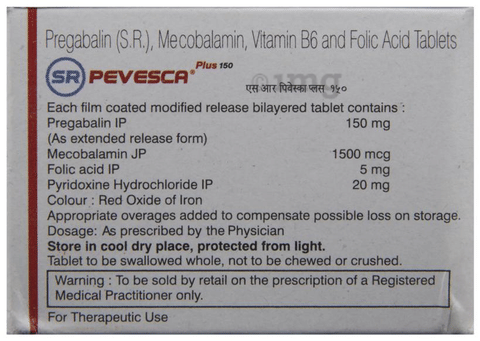 Pregabalin (S.R.), Mecobalamin, Vitamin B6 and Folic Acid Tablets
SR PEVESCA® Plus 150
1mg
एस आर पिवेस्का प्लस १५०
Each film coated modified release bilayered tablet contains :
Pregabalin IP 150 mg
(As extended release form)
Mecobalamin JP 1500 mcg
Folic acid IP 5 mg
Pyridoxine Hydrochloride IP 20 mg
Colour : Red Oxide of Iron
Appropriate overages added to compensate possible loss on storage.
Dosage: As prescribed by the Physician
Store in cool dry place, protected from light.
Tablet to be swallowed whole, not to be chewed or crushed.
Warning : To be sold by retail on the prescription of a Registered
Medical Practitioner only.
For Therapeutic Use